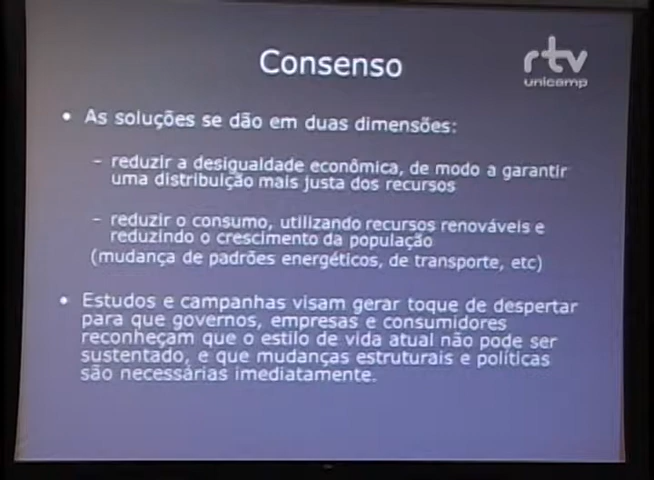 Consenso
rtv
unicamp
• As soluções se dão em duas dimensões:
– reduzir a desigualdade econômica, de modo a garantir
uma distribuição mais justa dos recursos
– reduzir o consumo, utilizando recursos renováveis e
reduzindo o crescimento da população
(mudança de padrões energéticos, de transporte, etc)
• Estudos e campanhas visam gerar toque de despertar
para que governos, empresas e consumidores
reconheçam que o estilo de vida atual não pode ser
sustentado, e que mudanças estruturais e políticas
são necessárias imediatamente.